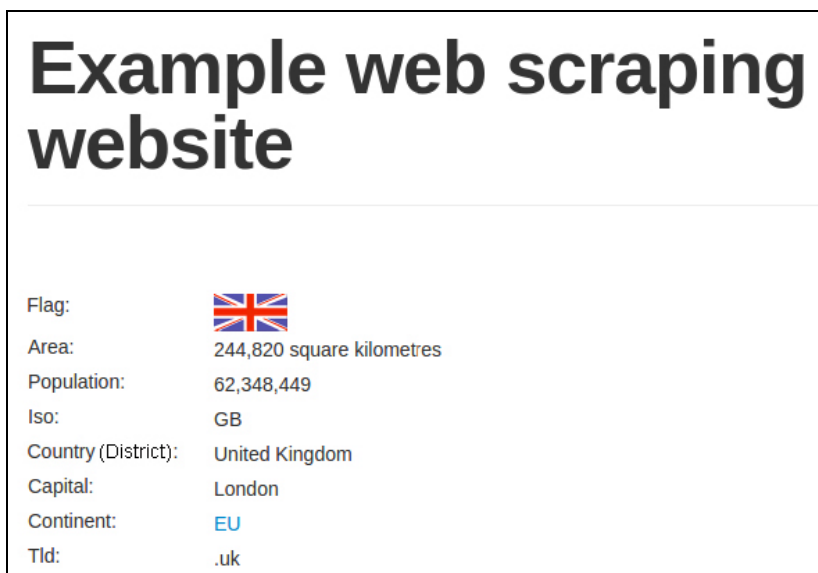 Example web scraping
website
Flag:
Area: 244,820 square kilometres
Population: 62,348,449
Iso: GB
Country (District): United Kingdom
Capital: London
Continent: EU
Tld: .uk